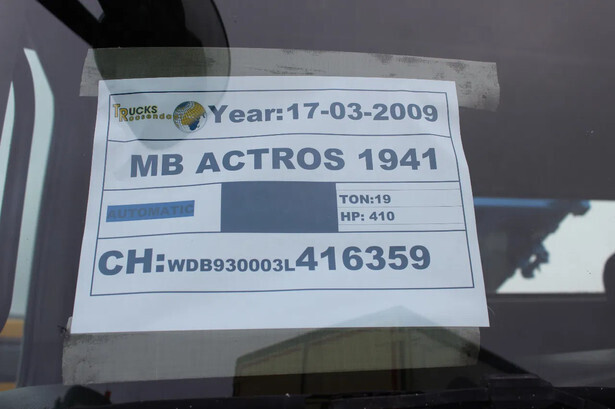 TRUCKS
Roosendaal
Year:17-03-2009
MB ACTROS 1941
AUTOMATIC
TON:19
HP: 410
CH:WDB930003L416359